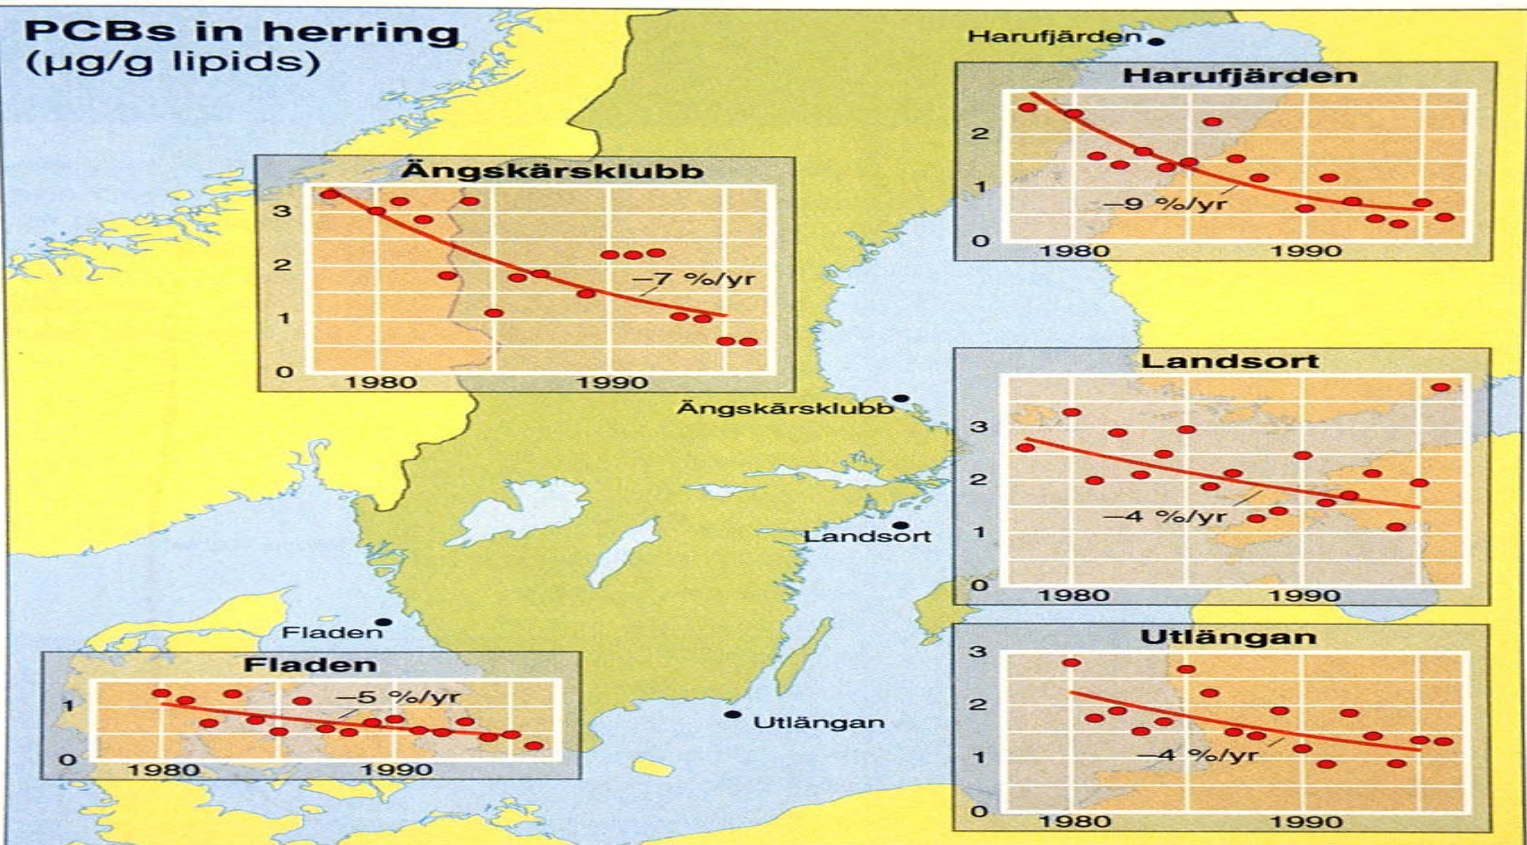 PCBs in herring
(µg/g lipids)
Harufjärden
Harufjärden
2
1
0
–9 %/yr
1980 1990
Ängskärsklubb
3
2
1
0
–7 %/yr
1980 1990
Ängskärsklubb
Landsort
3
2
1
0
–4 %/yr
1980 1990
Landsort
Fladen
Fladen
1
0
–5 %/yr
1980 1990
Utlängan
Utlängan
3
2
1
0
–4 %/yr
1980 1990